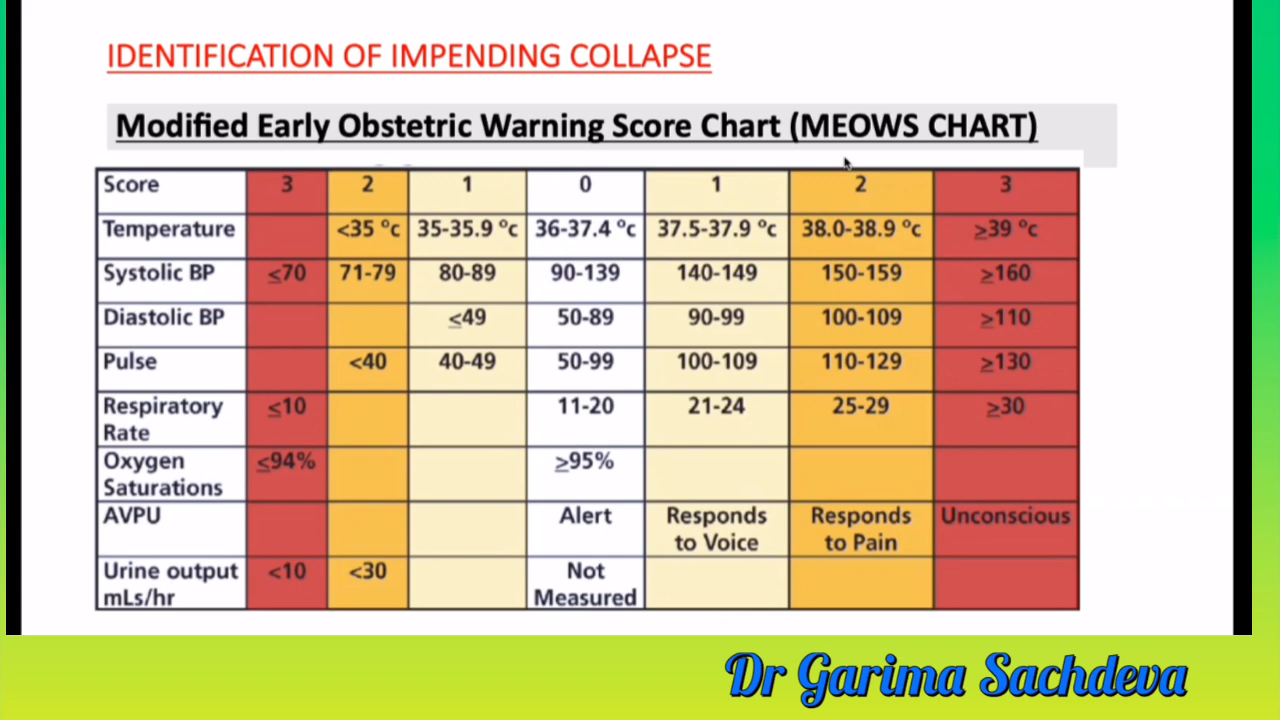 IDENTIFICATION OF IMPENDING COLLAPSE
Modified Early Obstetric Warning Score Chart (MEOWS CHART)
Score 3 2 1 0 1 2 3
Temperature <35 °c 35-35.9 °c 36-37.4 °c 37.5-37.9 °c 38.0-38.9 °c ≥39 °c
Systolic BP ≤70 71-79 80-89 90-139 140-149 150-159 ≥160
Diastolic BP ≤49 50-89 90-99 100-109 ≥110
Pulse <40 40-49 50-99 100-109 110-129 ≥130
Respiratory ≤10 11-20 21-24 25-29 ≥30
Rate
Oxygen ≤94% ≥95%
Saturations
AVPU Alert Responds Responds Unconscious
to Voice to Pain
Urine output <10 <30 Not
mLs/hr Measured
Dr Garima Sachdeva